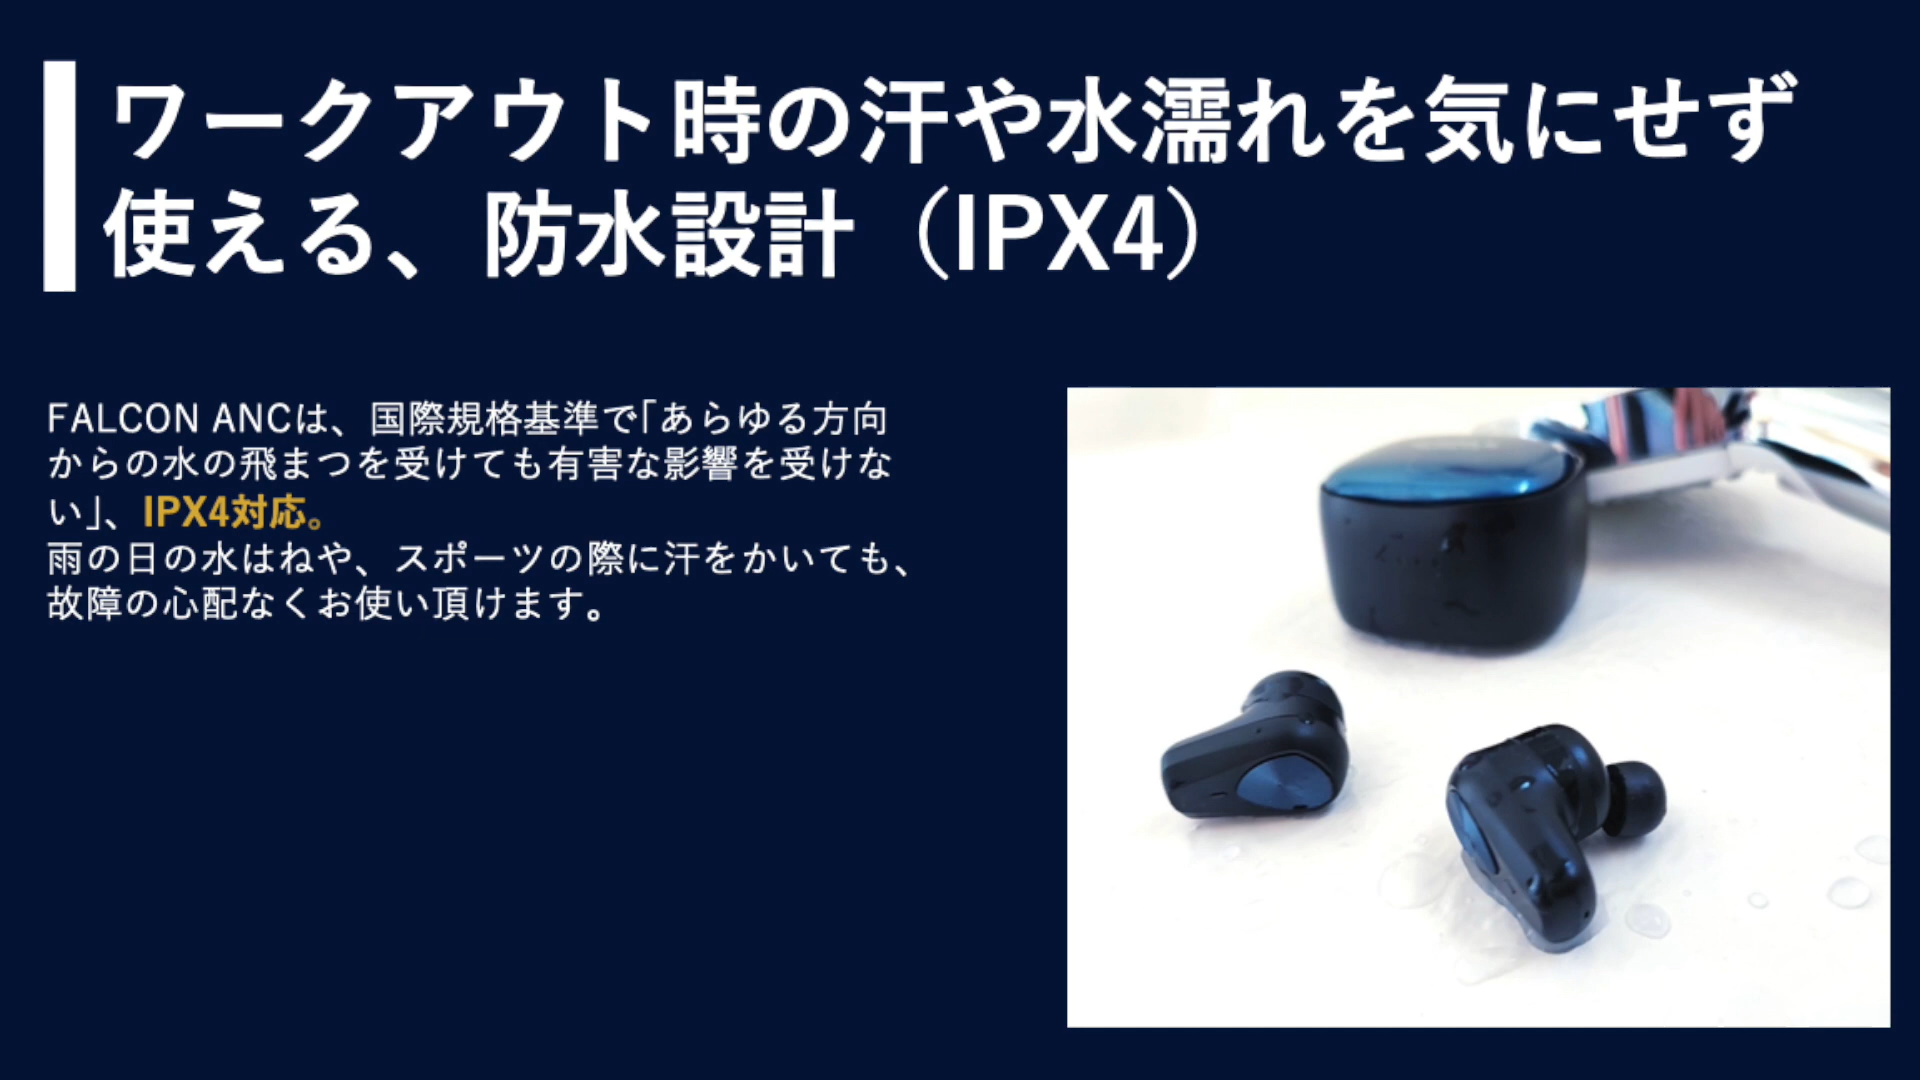 ワークアウト時の汗や水濡れを気にせず
使える、防水設計（IPX4）
FALCON ANCは、国際規格基準で「あらゆる方向
からの水の飛まつを受けても有害な影響を受けな
い」、IPX4対応。
雨の日の水はねや、スポーツの際に汗をかいても、
故障の心配なくお使い頂けます。